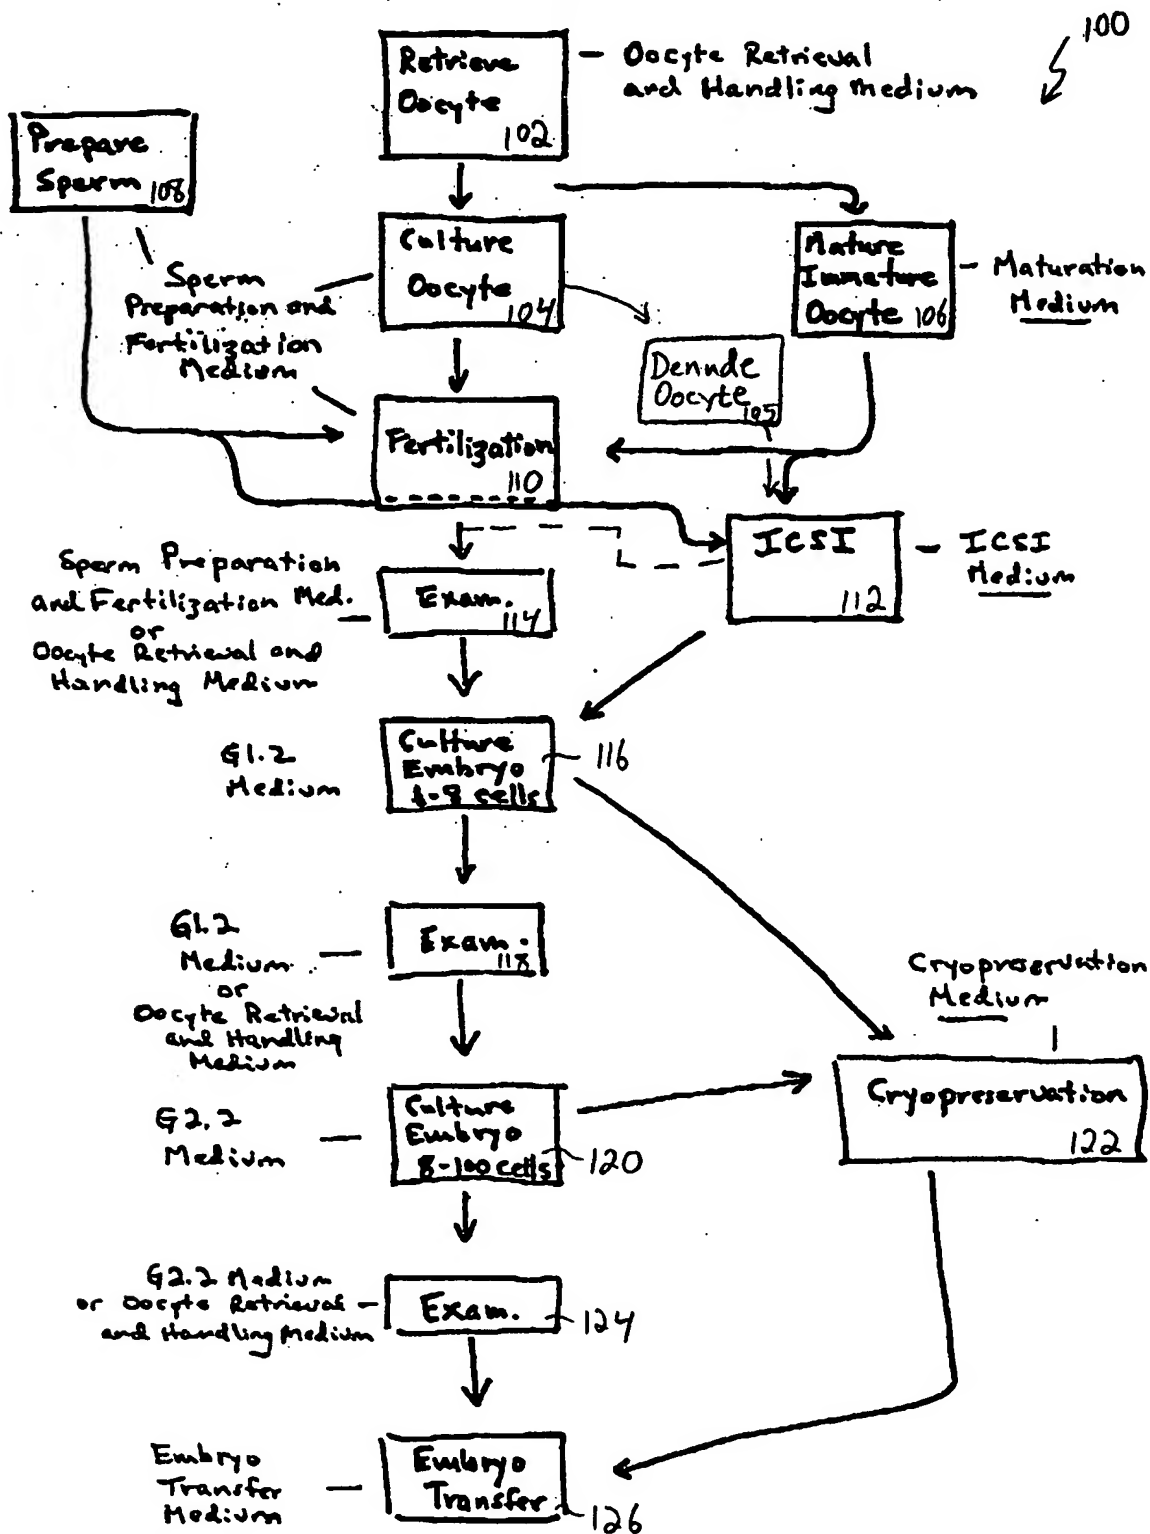 100
Retrieve
Oocyte
102
Oocyte Retrieval
and Handling Medium
Prepare
Sperm 108
Culture
Oocyte
104
Mature
Immature
Oocyte 106
Maturation
Medium
Sperm
Preparation and
Fertilization
Medium
Denude
Oocyte
105
Fertilization
110
ICSI
112
ICSI
Medium
Sperm Preparation
and Fertilization Med.
or
Oocyte Retrieval and
Handling Medium
Exam.
114
G1.2
Medium
Culture
Embryo
cells
116
G1.2
Medium
or
Oocyte Retrieval
and Handling
Medium
Exam.
118
Cryopreservation
Medium
Cryopreservation
122
G2.2
Medium
Culture
Embryo
8-100 cells
120
G2.2 Medium
or Oocyte Retrieval
and Handling Medium
Exam.
124
Embryo
Transfer
Medium
Embryo
Transfer
126